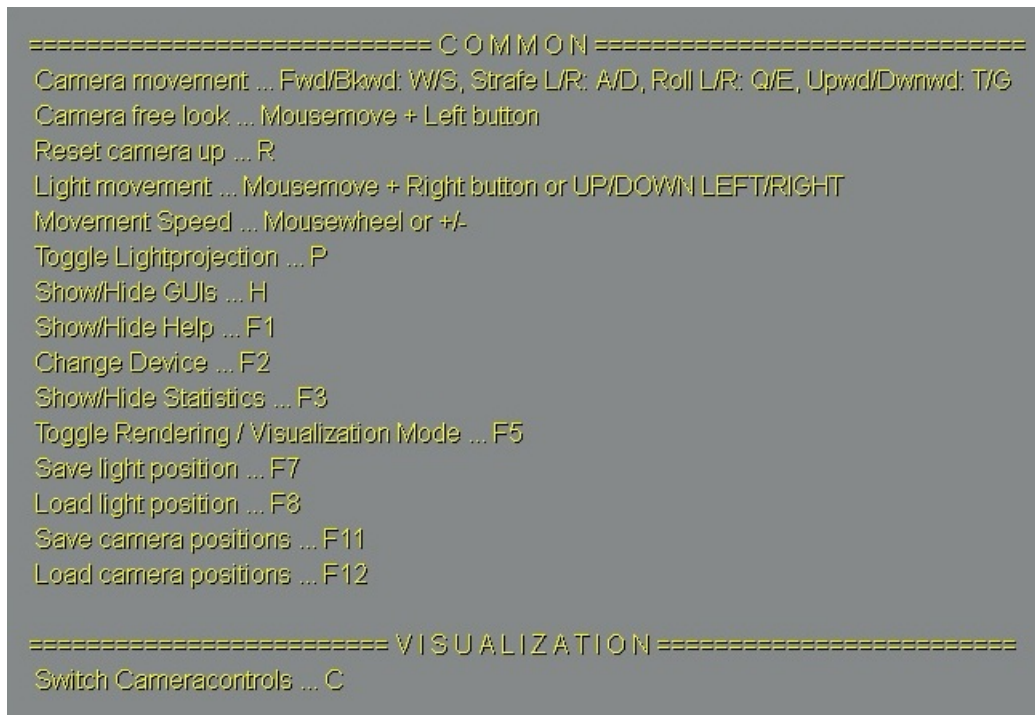 ============================ C O M M O N ==============================
Camera movement ... Fwd/Bkwd: W/S, Strafe L/R: A/D, Roll L/R: Q/E, Upwd/Dwnwd: T/G
Camera free look ... Mousemove + Left button
Reset camera up ... R
Light movement ... Mousemove + Right button or UP/DOWN LEFT/RIGHT
Movement Speed ... Mousewheel or +/-
Toggle Lightprojection ... P
Show/Hide GUIs ... H
Show/Hide Help ... F1
Change Device ... F2
Show/Hide Statistics ... F3
Toggle Rendering / Visualization Mode ... F5
Save light position ... F7
Load light position ... F8
Save camera positions ... F11
Load camera positions ... F12
========================= V I S U A L I Z A T I O N =========================
Switch Cameracontrols ... C